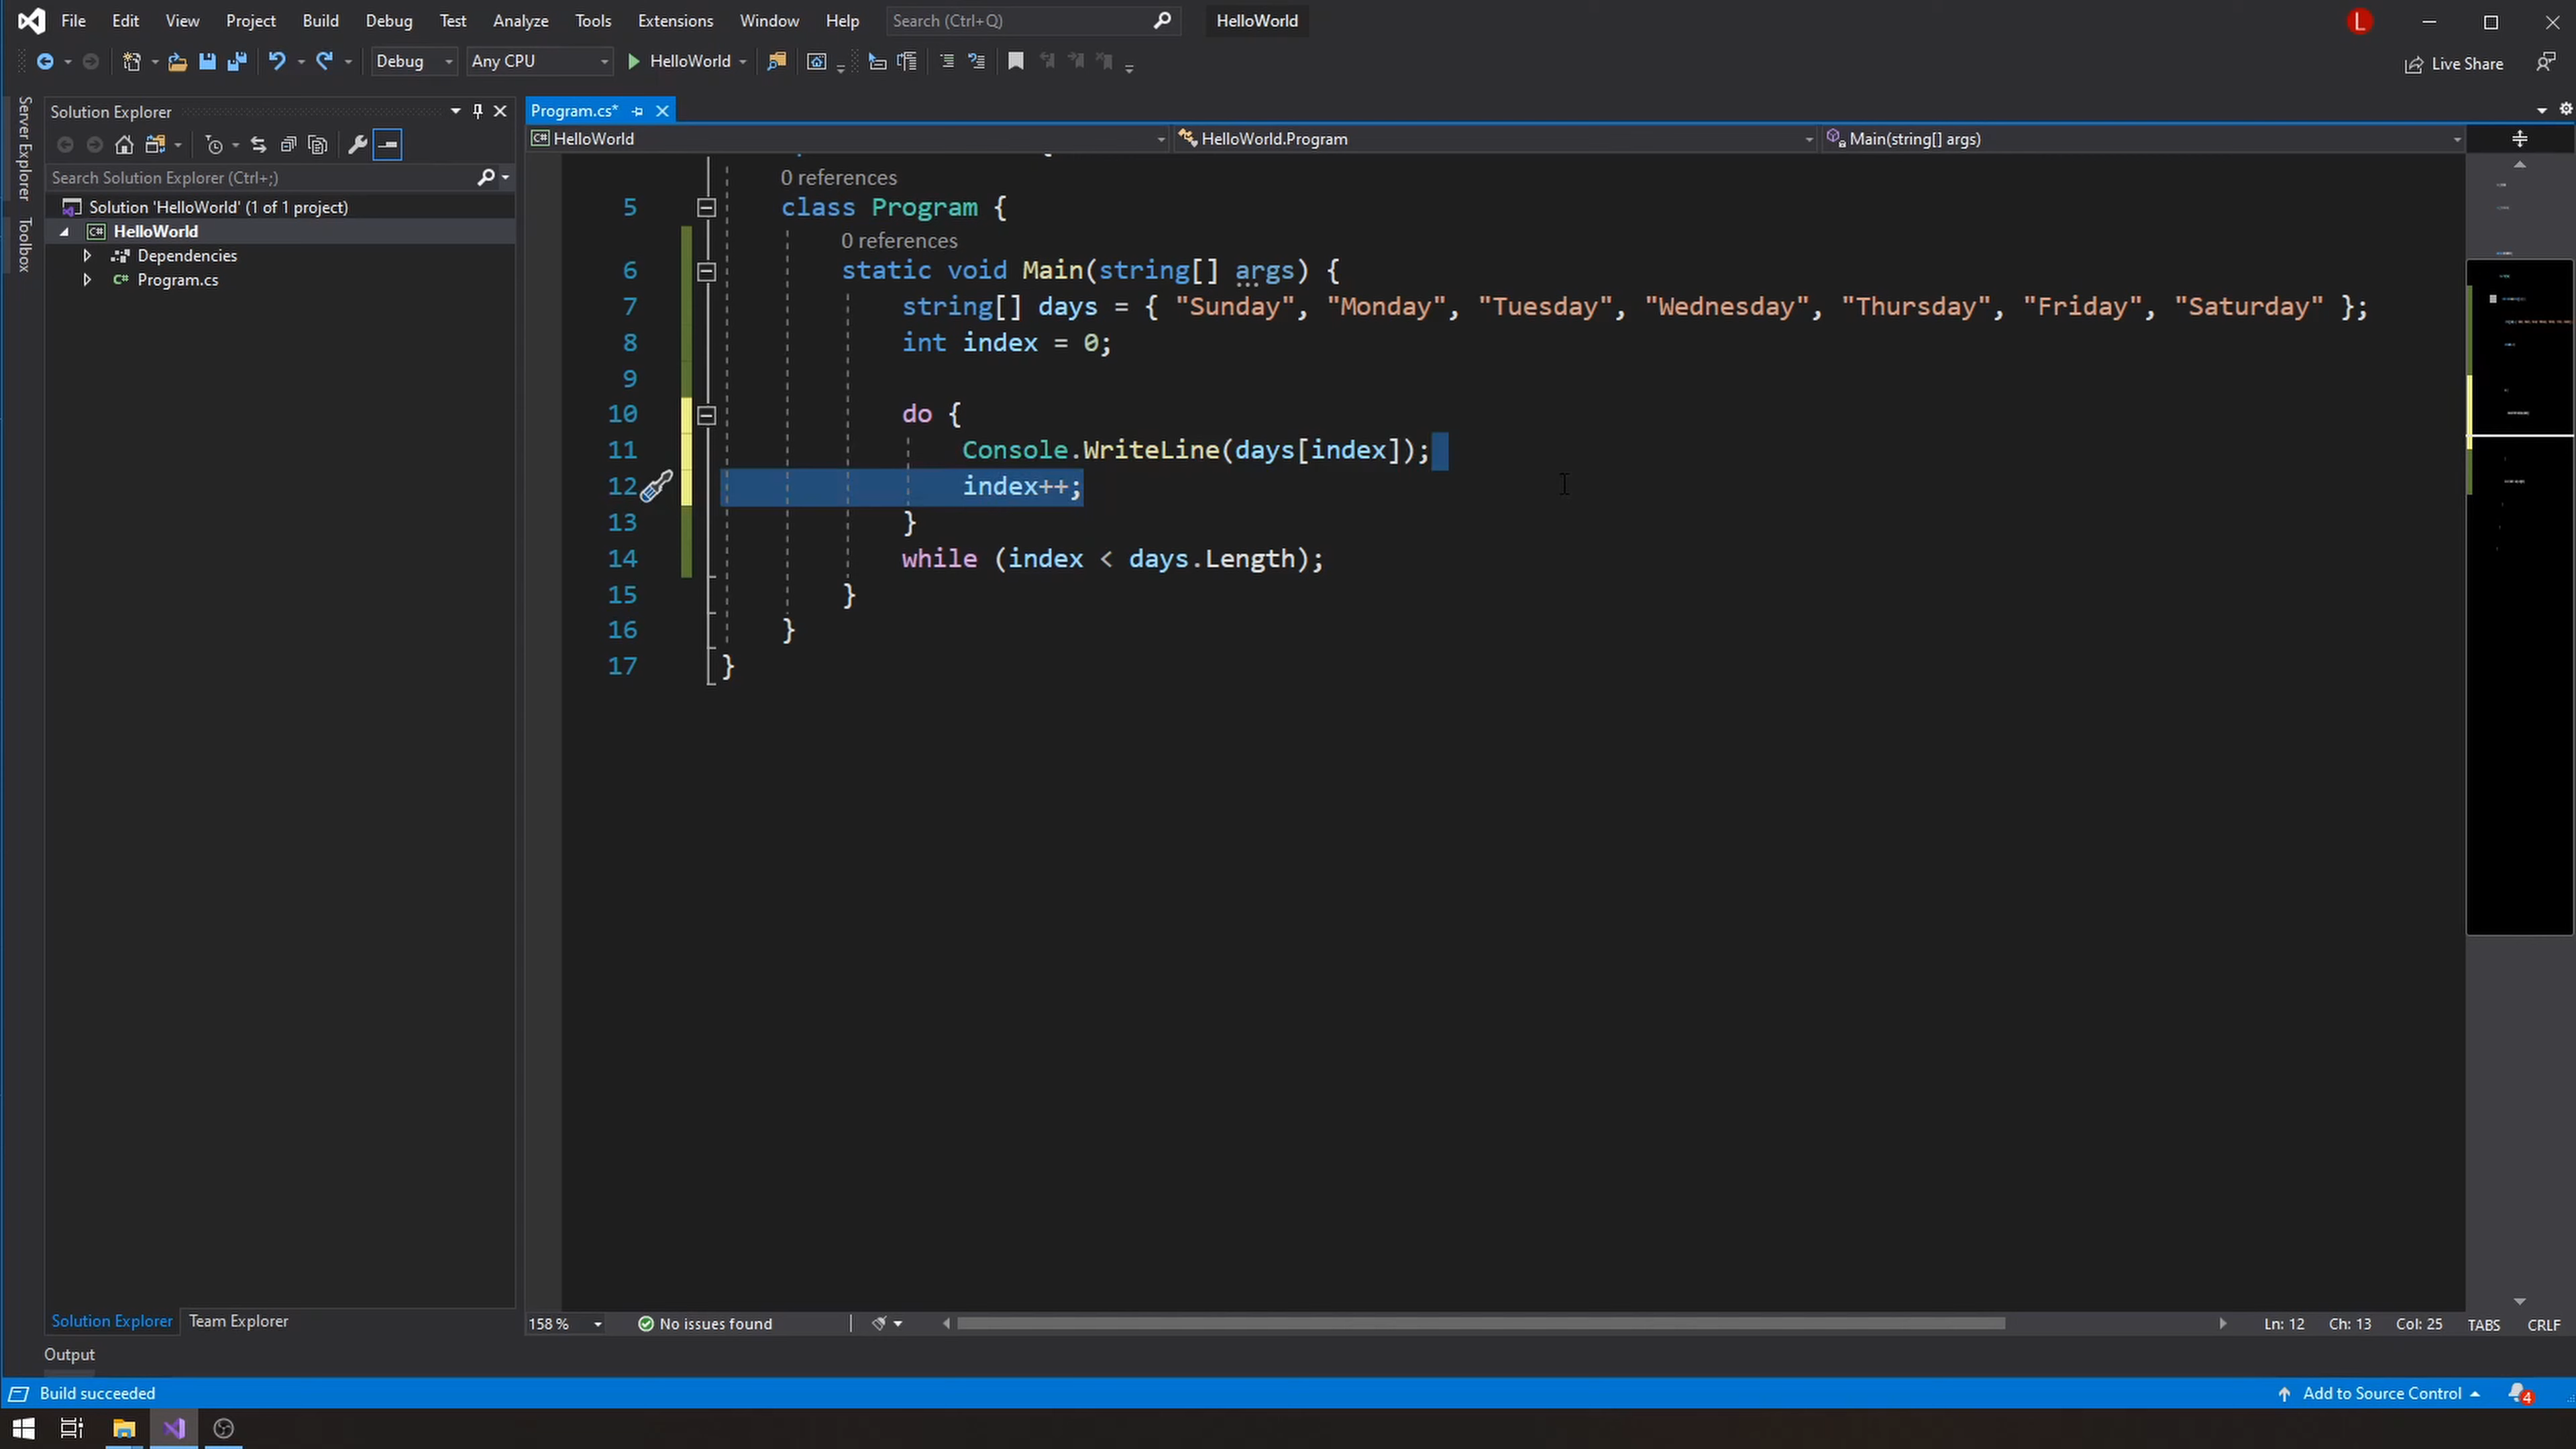 File Edit View Project Build Debug Test Analyze Tools Extensions Window Help Search (Ctrl+Q) HelloWorld L
Debug Any CPU HelloWorld Live Share
Server Explorer
Toolbox
Solution Explorer
Search Solution Explorer (Ctrl+;)
Solution 'HelloWorld' (1 of 1 project)
C# HelloWorld
Dependencies
C# Program.cs
Program.cs*
C# HelloWorld HelloWorld.Program Main(string[] args)
0 references
5 class Program {
0 references
6 static void Main(string[] args) {
7 string[] days = { "Sunday", "Monday", "Tuesday", "Wednesday", "Thursday", "Friday", "Saturday" };
8 int index = 0;
9
10 do {
11 Console.WriteLine(days[index]);
12 index++;
13 }
14 while (index < days.Length);
15 }
16 }
17 }
Solution Explorer Team Explorer
158 % No issues found Ln: 12 Ch: 13 Col: 25 TABS CRLF
Output
Build succeeded Add to Source Control 4